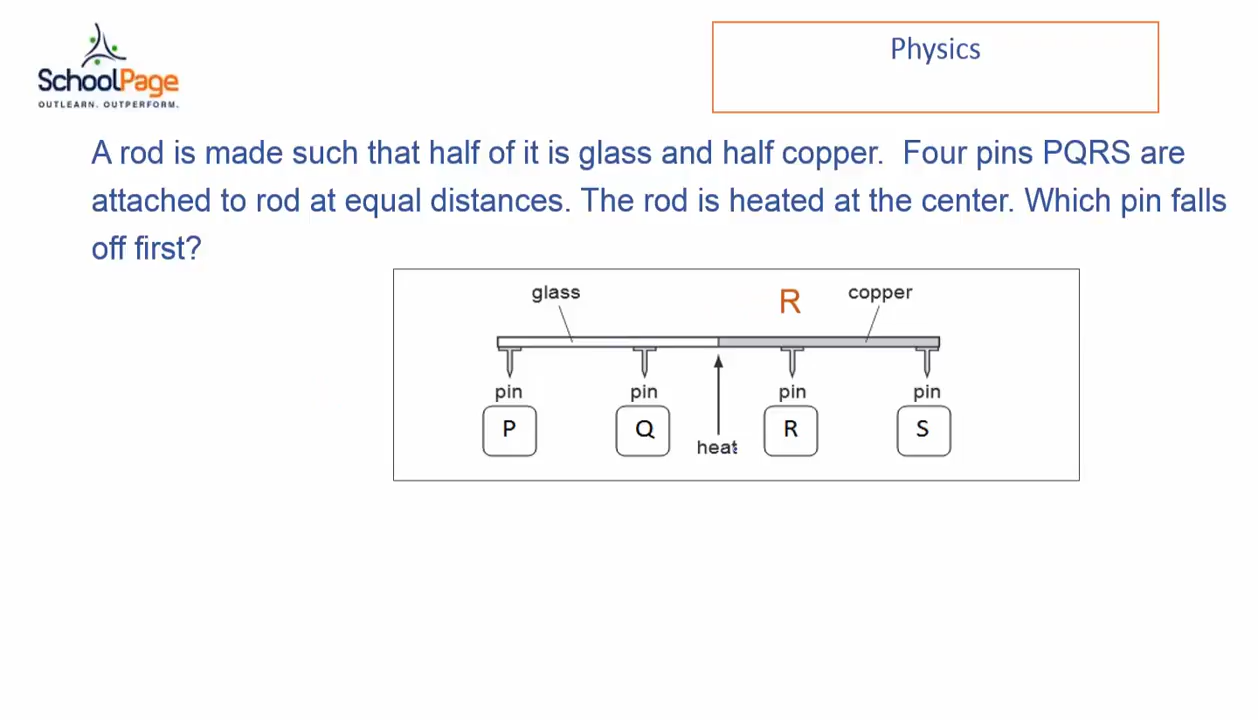 SchoolPage
OUTLEARN. OUTPERFORM.
Physics
A rod is made such that half of it is glass and half copper. Four pins PQRS are
attached to rod at equal distances. The rod is heated at the center. Which pin falls
off first?
glass R copper
pin pin pin pin
P Q R S
heat